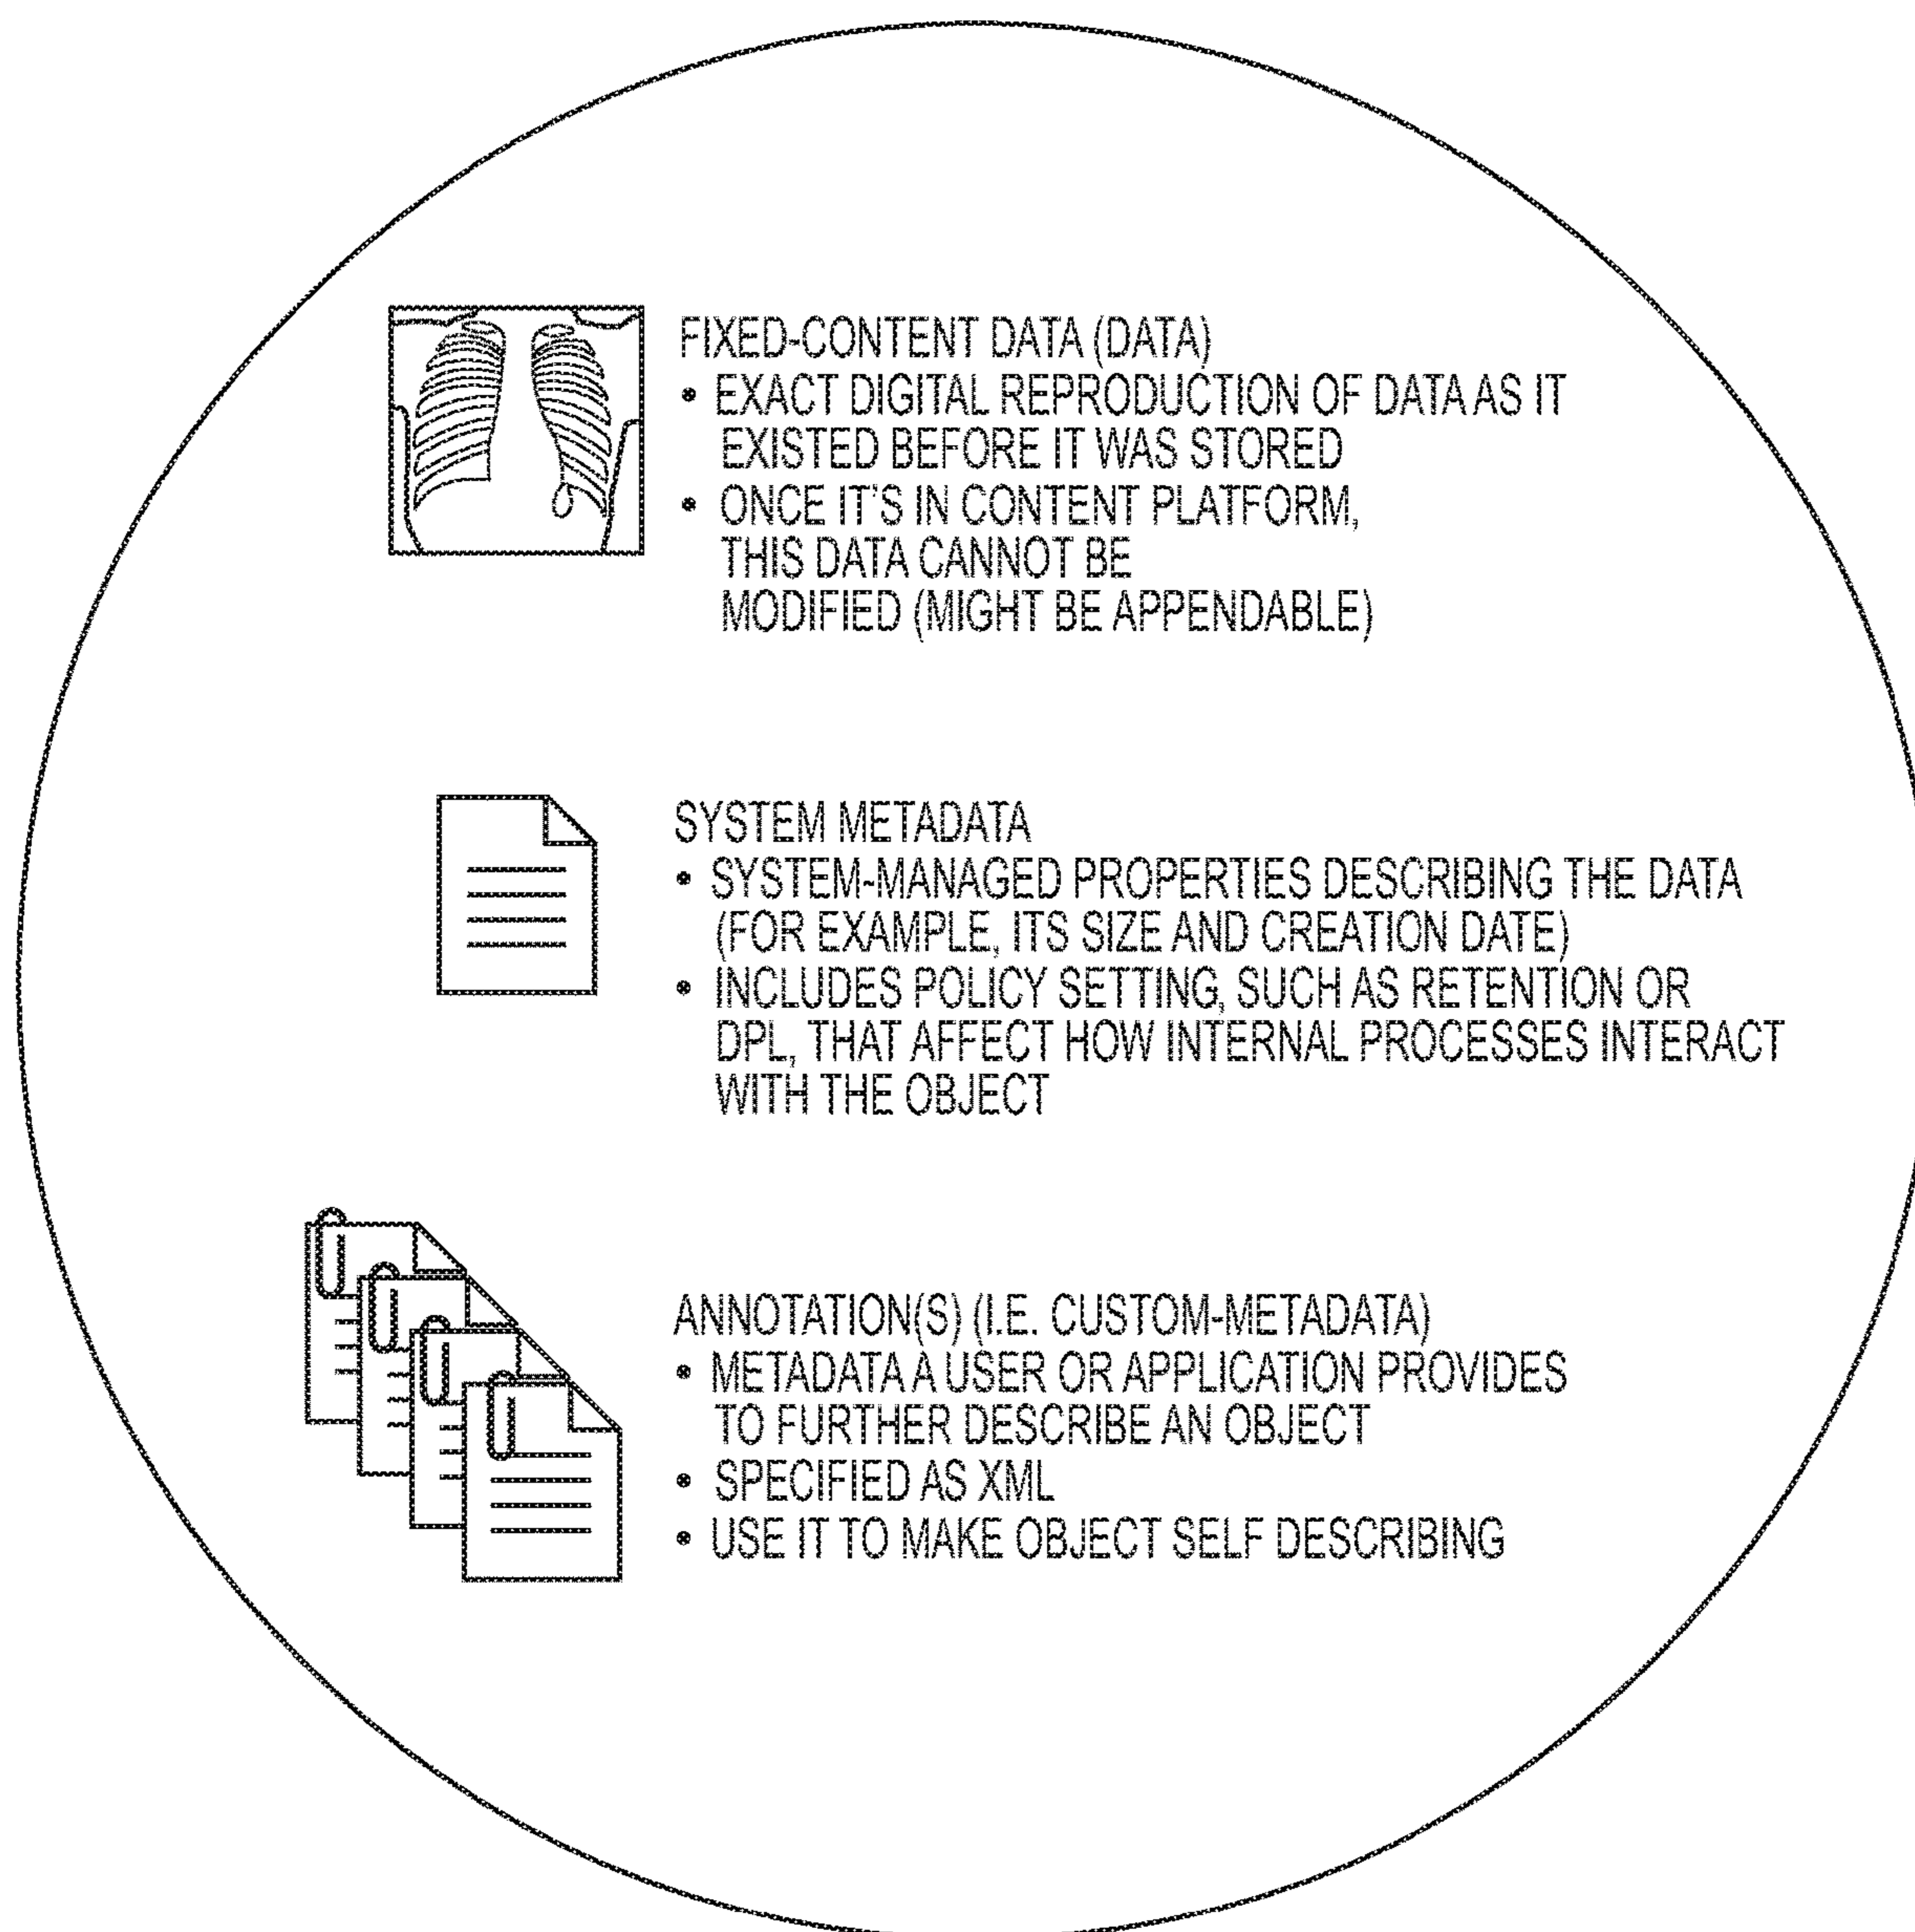 FIXED-CONTENT DATA (DATA)
• EXACT DIGITAL REPRODUCTION OF DATA AS IT
EXISTED BEFORE IT WAS STORED
• ONCE IT'S IN CONTENT PLATFORM,
THIS DATA CANNOT BE
MODIFIED (MIGHT BE APPENDABLE)
SYSTEM METADATA
• SYSTEM-MANAGED PROPERTIES DESCRIBING THE DATA
(FOR EXAMPLE, ITS SIZE AND CREATION DATE)
• INCLUDES POLICY SETTING, SUCH AS RETENTION OR
DPL, THAT AFFECT HOW INTERNAL PROCESSES INTERACT
WITH THE OBJECT
ANNOTATION(S) (I.E. CUSTOM-METADATA)
• METADATA A USER OR APPLICATION PROVIDES
TO FURTHER DESCRIBE AN OBJECT
• SPECIFIED AS XML
• USE IT TO MAKE OBJECT SELF DESCRIBING